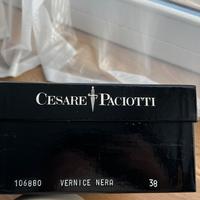 CESARE PACIOTTI
106880 VERNICE NERA 38